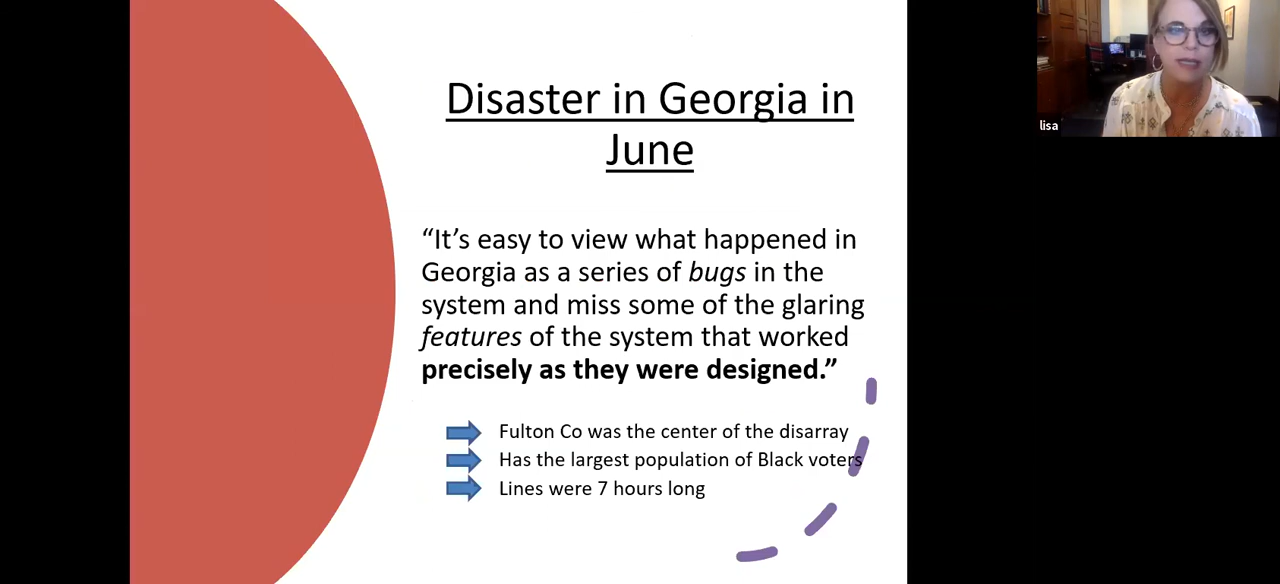 Disaster in Georgia in
June
“It’s easy to view what happened in
Georgia as a series of bugs in the
system and miss some of the glaring
features of the system that worked
precisely as they were designed.”
Fulton Co was the center of the disarray
Has the largest population of Black voters
Lines were 7 hours long
lisa